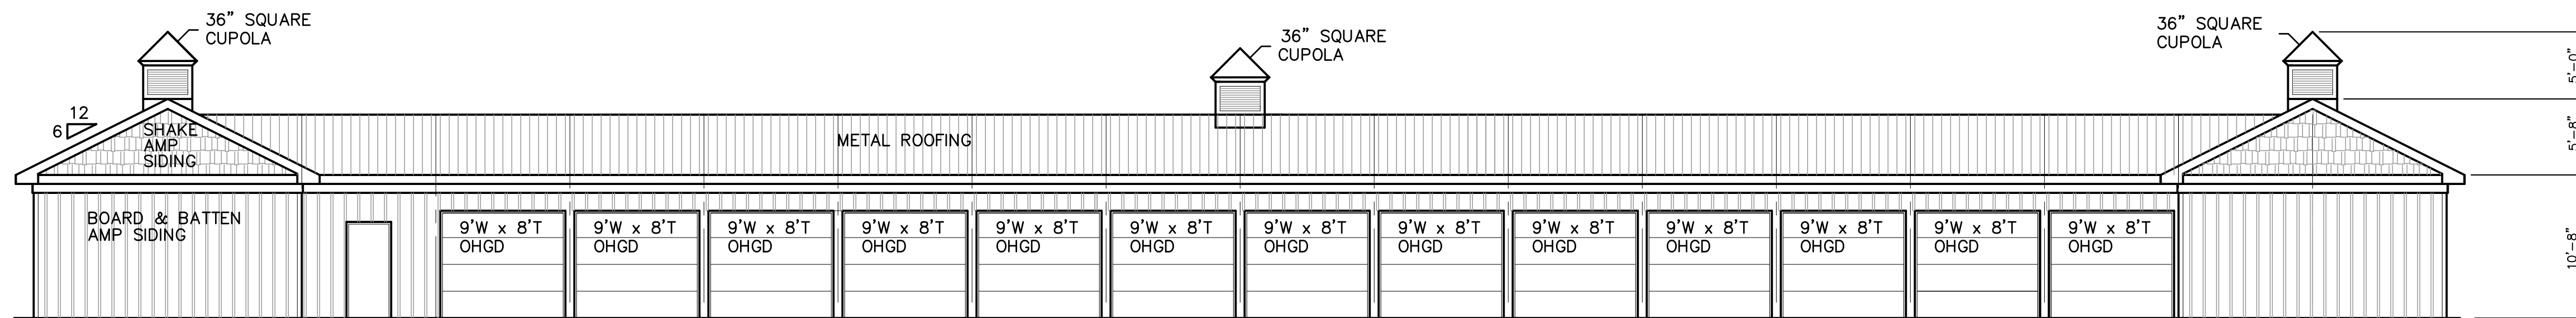 36" SQUARE
CUPOLA
36" SQUARE
CUPOLA
36" SQUARE
CUPOLA
12
6
SHAKE
AMP
SIDING
METAL ROOFING
BOARD & BATTEN
AMP SIDING
9'W x 8'T
OHGD
9'W x 8'T
OHGD
9'W x 8'T
OHGD
9'W x 8'T
OHGD
9'W x 8'T
OHGD
9'W x 8'T
OHGD
9'W x 8'T
OHGD
9'W x 8'T
OHGD
9'W x 8'T
OHGD
9'W x 8'T
OHGD
9'W x 8'T
OHGD
9'W x 8'T
OHGD
9'W x 8'T
OHGD
5'-0"
5'-8"
10'-8"